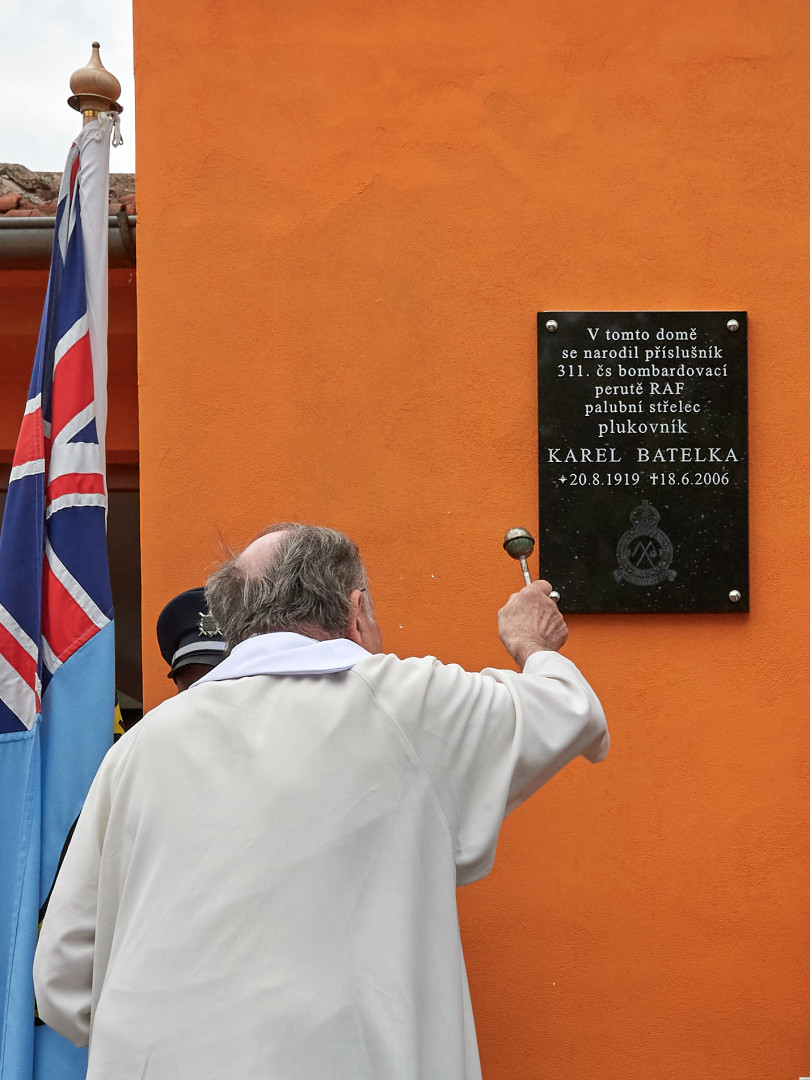 V tomto domě
se narodil příslušník
311. čs bombardovací
perutě RAF
palubní střelec
plukovník
KAREL BATELKA
✦20.8.1919 ✝18.6.2006